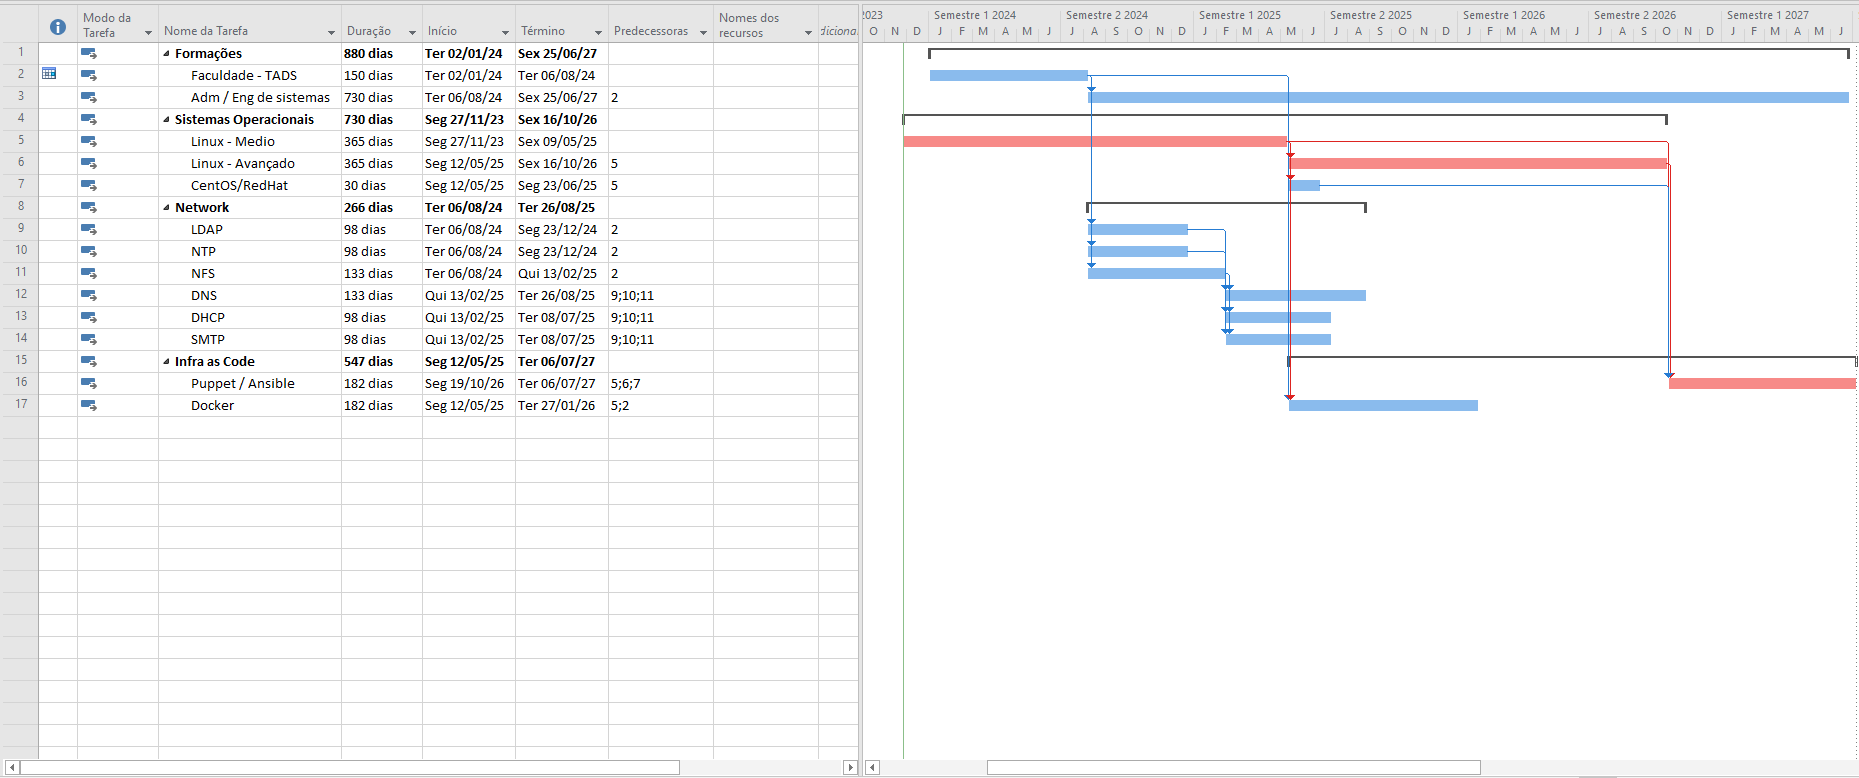 Modo da Tarefa Nome da Tarefa Duração Início Término Predecessoras Nomes dos recursos dicionar
1 Formações 880 dias Ter 02/01/24 Sex 25/06/27
2 Faculdade - TADS 150 dias Ter 02/01/24 Ter 06/08/24
3 Adm / Eng de sistemas 730 dias Ter 06/08/24 Sex 25/06/27 2
4 Sistemas Operacionais 730 dias Seg 27/11/23 Sex 16/10/26
5 Linux - Medio 365 dias Seg 27/11/23 Sex 09/05/25
6 Linux - Avançado 365 dias Seg 12/05/25 Sex 16/10/26 5
7 CentOS/RedHat 30 dias Seg 12/05/25 Seg 23/06/25 5
8 Network 266 dias Ter 06/08/24 Ter 26/08/25
9 LDAP 98 dias Ter 06/08/24 Seg 23/12/24 2
10 NTP 98 dias Ter 06/08/24 Seg 23/12/24 2
11 NFS 133 dias Ter 06/08/24 Qui 13/02/25 2
12 DNS 133 dias Qui 13/02/25 Ter 26/08/25 9;10;11
13 DHCP 98 dias Qui 13/02/25 Ter 08/07/25 9;10;11
14 SMTP 98 dias Qui 13/02/25 Ter 08/07/25 9;10;11
15 Infra as Code 547 dias Seg 12/05/25 Ter 06/07/27
16 Puppet / Ansible 182 dias Seg 19/10/26 Ter 06/07/27 5;6;7
17 Docker 182 dias Seg 12/05/25 Ter 27/01/26 5;2
2023 Semestre 1 2024 Semestre 2 2024 Semestre 1 2025 Semestre 2 2025 Semestre 1 2026 Semestre 2 2026 Semestre 1 2027
O N D J F M A M J J A S O N D J F M A M J J A S O N D J F M A M J J A S O N D J F M A M J